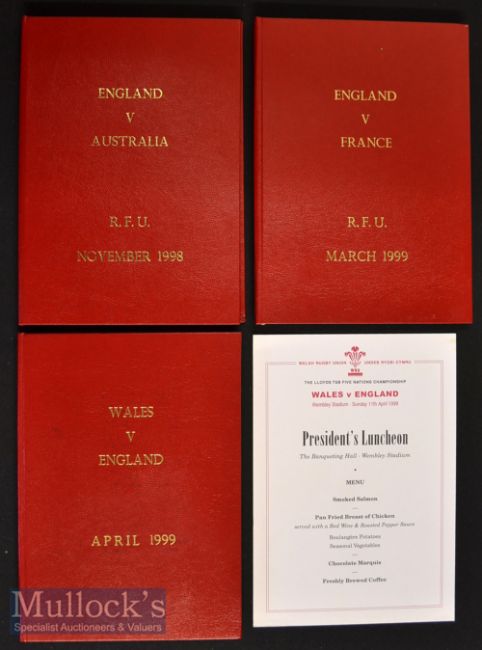 ENGLAND
V
AUSTRALIA
R.F.U.
NOVEMBER 1998
ENGLAND
V
FRANCE
R.F.U.
MARCH 1999
WALES
V
ENGLAND
APRIL 1999
WELSH RUGBY UNION UNDEB RYGBI CYMRU
WRU
THE LLOYDS TSB FIVE NATIONS CHAMPIONSHIP
WALES v ENGLAND
Wembley Stadium - Sunday 11th April 1999
President's Luncheon
The Banqueting Hall - Wembley Stadium
MENU
Smoked Salmon
Pan Fried Breast of Chicken
served with a Red Wine & Roasted Pepper Sauce
Boulangère Potatoes
Seasonal Vegetables
Chocolate Marquis
Freshly Brewed Coffee
Mullock's
Specialist Auctioneers & Valuers